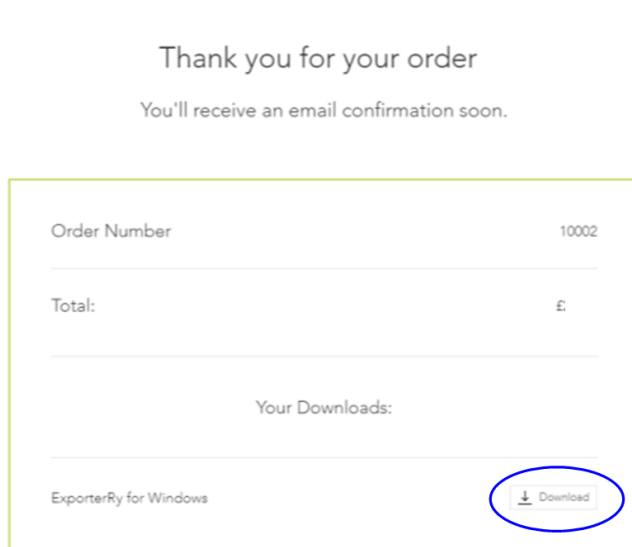 Thank you for your order
You'll receive an email confirmation soon.
Order Number 10002
Total: £
Your Downloads:
ExporterRy for Windows Download